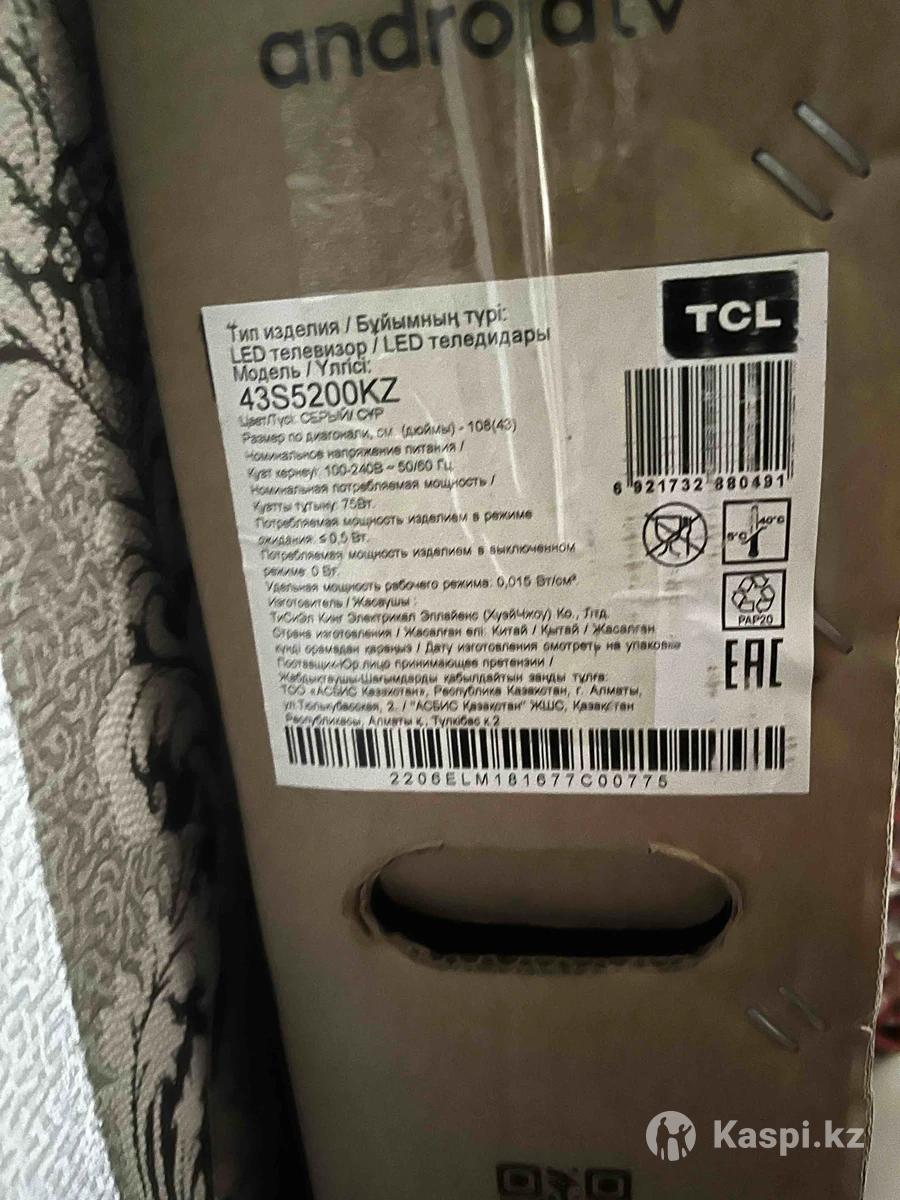 androidtv
TCL
Тип изделия / Бұйымның түрі:
LED телевизор / LED теледидары
Модель / Үлгісі:
43S5200KZ
Цвет/Түсі: СЕРЫЙ/ СҰР
Размер по диагонали, см. (дюймы) - 108(43)
Номинальное напряжение питания /
Қуат кернеуі: 100-240В ~ 50/60 Гц
Номинальная потребляемая мощность /
Қуатты тұтыну: 75Вт.
Потребляемая мощность изделием в режиме
ожидания: ≤ 0,5 Вт.
Потребляемая мощность изделием в выключенном
режиме: 0 Вт.
Удельная мощность рабочего режима: 0,015 Вт/см²
Изготовитель / Жасаушы :
ТиСиЭл Кинг Электрикал Эплайенс (ХуэйЧжоу) Ко., Лтд.
Страна изготовления / Жасалған елі: Китай / Қытай / Жасалған
күнді орамадан қараңыз / Дату изготовления смотреть на упаковке
Поставщик-Юр.лицо принимающее претензии /
Жабдықтаушы-Шағымдарды қабылдайтын заңды тұлға:
ТОО «АСБИС Казахстан», Республика Казахстан, г. Алматы,
ул.Тюлькубасская, 2. / "АСБИС Қазақстан" ЖШС, Қазақстан
Республикасы, Алматы қ., Түлкібас к.2
6 921732 880491
5°C 40°C
PAP20
EAC
2206ELM181677C00775
Kaspi.kz